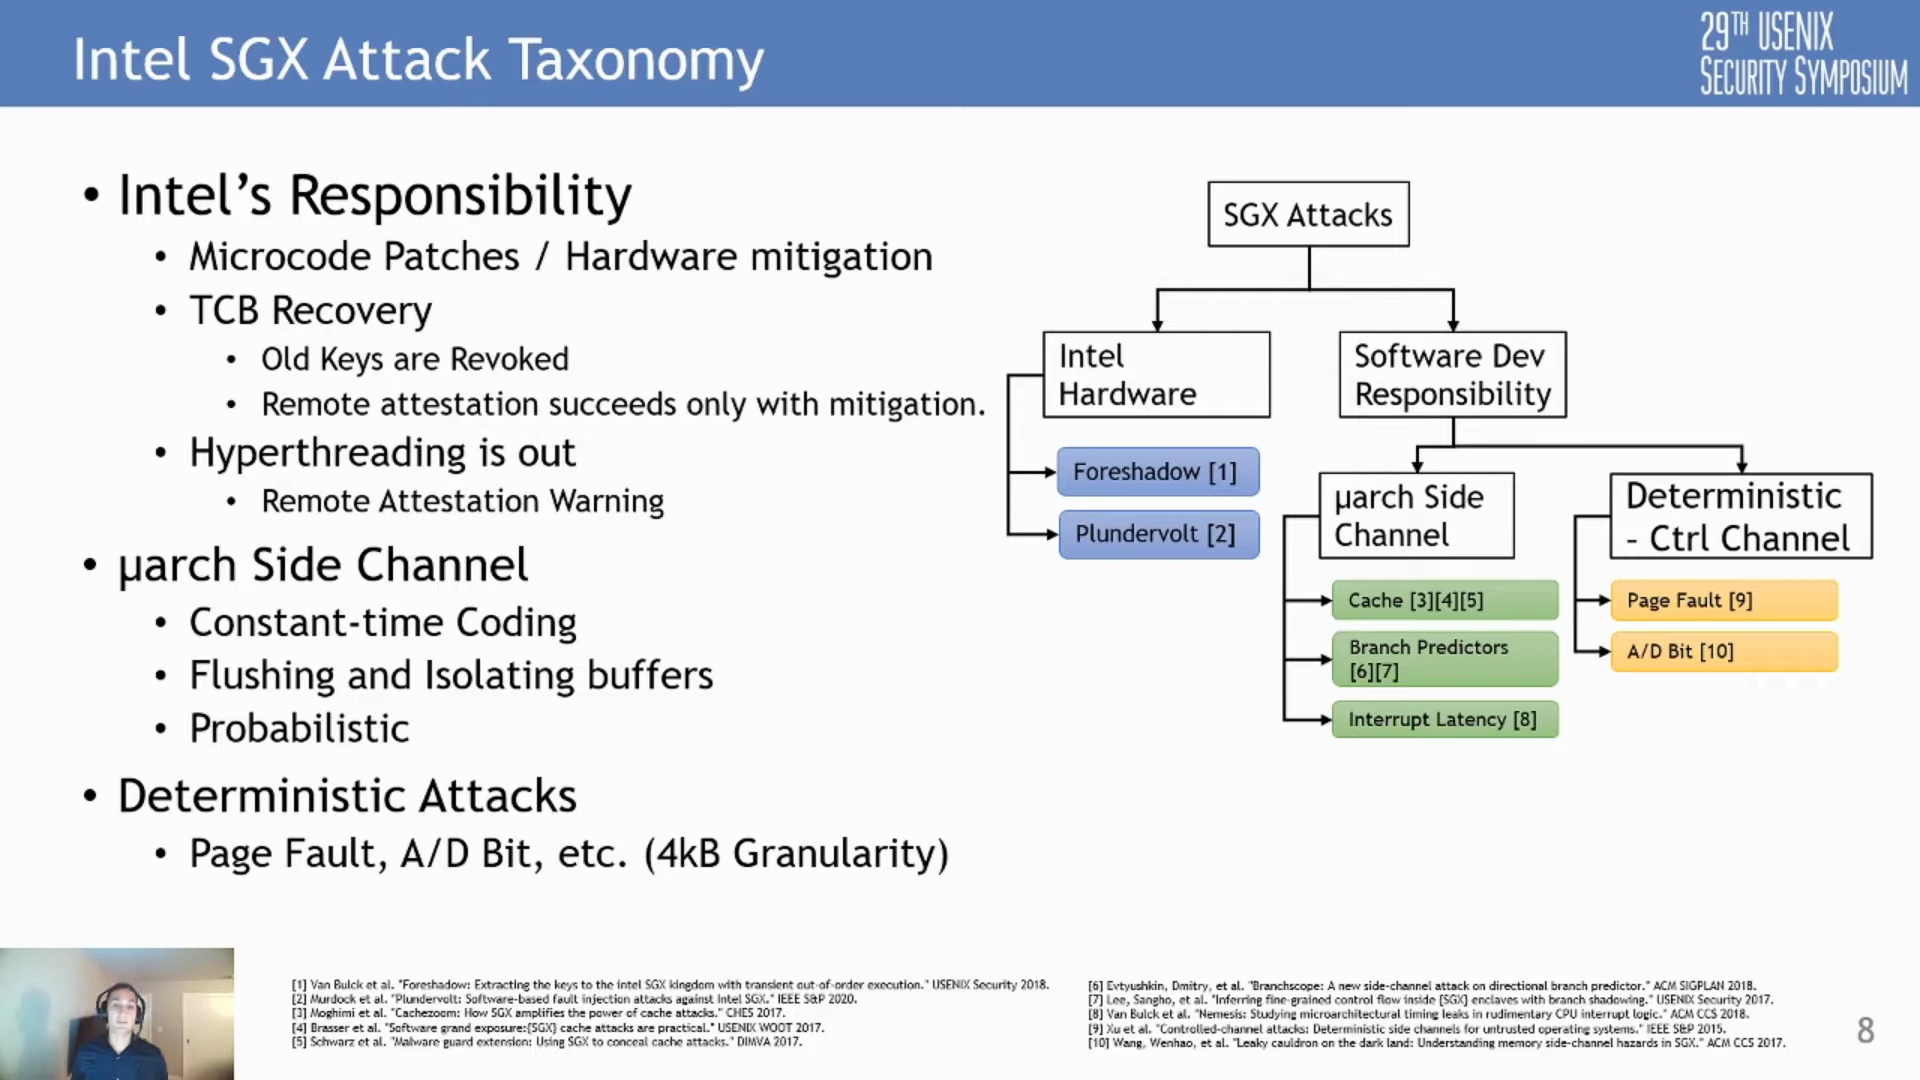 Intel SGX Attack Taxonomy
29TH USENIX
SECURITY SYMPOSIUM
• Intel’s Responsibility
• Microcode Patches / Hardware mitigation
• TCB Recovery
• Old Keys are Revoked
• Remote attestation succeeds only with mitigation.
• Hyperthreading is out
• Remote Attestation Warning
• µarch Side Channel
• Constant-time Coding
• Flushing and Isolating buffers
• Probabilistic
• Deterministic Attacks
• Page Fault, A/D Bit, etc. (4kB Granularity)
SGX Attacks
Intel
Hardware
Software Dev
Responsibility
Foreshadow [1]
Plundervolt [2]
µarch Side
Channel
Deterministic
- Ctrl Channel
Cache [3][4][5]
Branch Predictors
[6][7]
Interrupt Latency [8]
Page Fault [9]
A/D Bit [10]
[1] Van Bulck et al. "Foreshadow: Extracting the keys to the intel SGX kingdom with transient out-of-order execution." USENIX Security 2018.
[2] Murdock et al. "Plundervolt: Software-based fault injection attacks against Intel SGX." IEEE S&P 2020.
[3] Moghimi et al. "Cachezoom: How SGX amplifies the power of cache attacks." CHES 2017.
[4] Brasser et al. "Software grand exposure:{SGX} cache attacks are practical." USENIX WOOT 2017.
[5] Schwarz et al. "Malware guard extension: Using SGX to conceal cache attacks." DIMVA 2017.
[6] Evtyushkin, Dmitry, et al. "Branchscope: A new side-channel attack on directional branch predictor." ACM SIGPLAN 2018.
[7] Lee, Sangho, et al. "Inferring fine-grained control flow inside {SGX} enclaves with branch shadowing." USENIX Security 2017.
[8] Van Bulck et al. "Nemesis: Studying microarchitectural timing leaks in rudimentary CPU interrupt logic." ACM CCS 2018.
[9] Xu et al. "Controlled-channel attacks: Deterministic side channels for untrusted operating systems." IEEE S&P 2015.
[10] Wang, Wenhao, et al. "Leaky cauldron on the dark land: Understanding memory side-channel hazards in SGX." ACM CCS 2017.
8